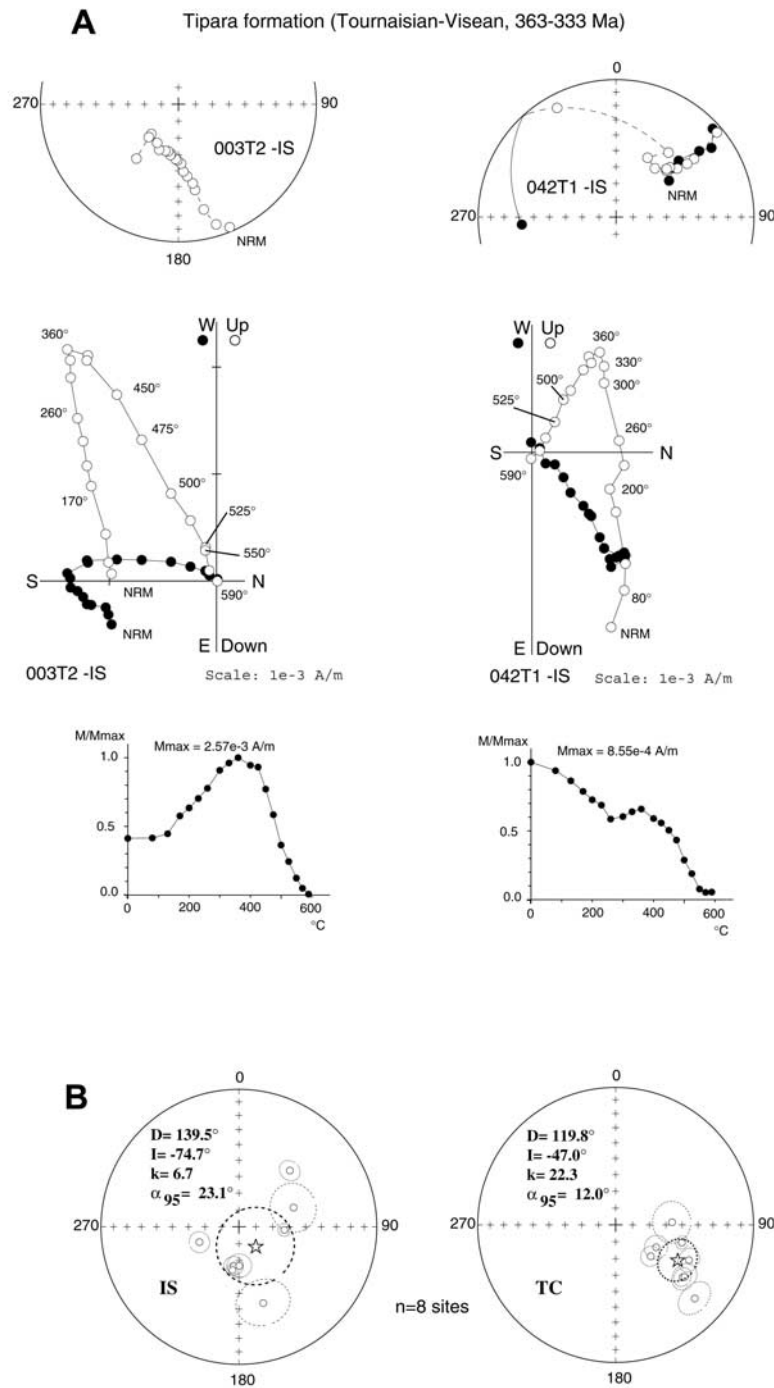 A
Tipara formation (Tournaisian-Visean, 363-333 Ma)
270
90
003T2 -IS
NRM
180
0
270
90
042T1 -IS
NRM
W Up
360°
450°
260°
475°
170°
500°
525°
550°
S N
NRM
590°
NRM
E Down
003T2 -IS Scale: 1e-3 A/m
W Up
360°
500°
330°
300°
525°
260°
S N
590°
200°
80°
NRM
E Down
042T1 -IS Scale: 1e-3 A/m
M/Mmax
Mmax = 2.57e-3 A/m
1.0
0.5
0.0
0 200 400 600
°C
M/Mmax
Mmax = 8.55e-4 A/m
1.0
0.5
0.0
0 200 400 600
°C
B
0
D= 139.5°
I= -74.7°
k= 6.7
α95= 23.1°
270
90
IS
180
n=8 sites
0
D= 119.8°
I= -47.0°
k= 22.3
α95= 12.0°
270
90
TC
180